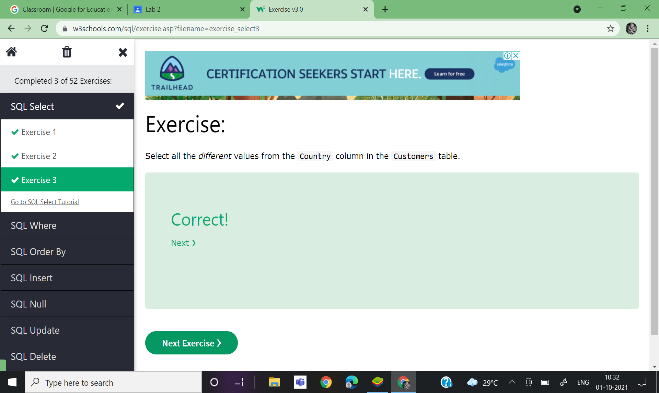 Classroom | Google for Educatio
Lab 2
Exercise v3.0
w3schools.com/sql/exercise.asp?filename=exercise_select3
Completed 3 of 52 Exercises:
SQL Select
Exercise 1
Exercise 2
Exercise 3
Go to SQL Select Tutorial
SQL Where
SQL Order By
SQL Insert
SQL Null
SQL Update
SQL Delete
TRAILHEAD
CERTIFICATION SEEKERS START HERE.
Learn for free
salesforce
Exercise:
Select all the different values from the Country column in the Customers table.
Correct!
Next ❯
Next Exercise ❯
Type here to search
29°C
ENG
10:32
01-10-2021